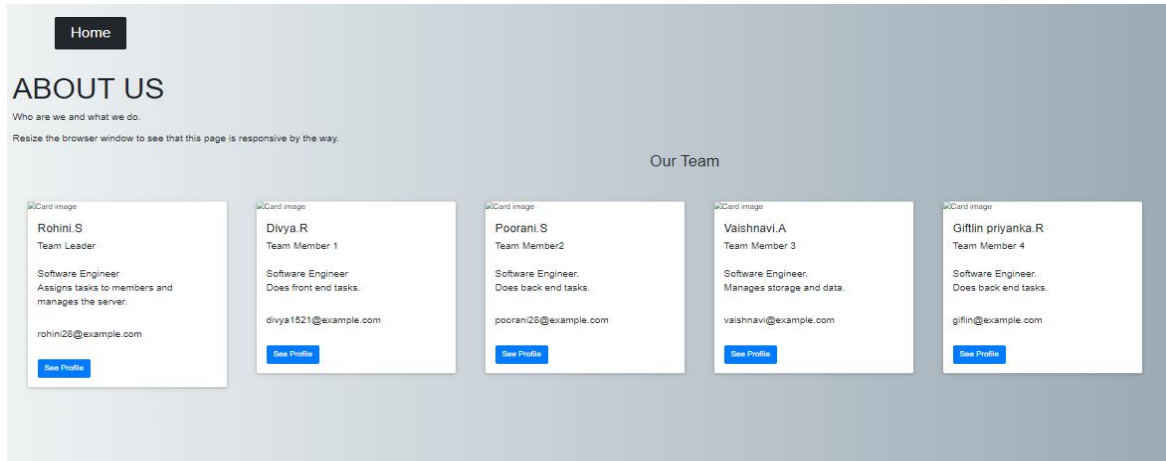 Home
ABOUT US
Who are we and what we do.
Resize the browser window to see that this page is responsive by the way.
Our Team
Card image
Rohini.S
Team Leader
Software Engineer
Assigns tasks to members and
manages the server.
rohini28@example.com
See Profile
Card image
Divya.R
Team Member 1
Software Engineer
Does front end tasks.
divya1521@example.com
See Profile
Card image
Poorani.S
Team Member2
Software Engineer.
Does back end tasks.
poorani28@example.com
See Profile
Card image
Vaishnavi.A
Team Member 3
Software Engineer.
Manages storage and data.
vaishnavi@example.com
See Profile
Card image
Giftlin priyanka.R
Team Member 4
Software Engineer.
Does back end tasks.
giflin@example.com
See Profile